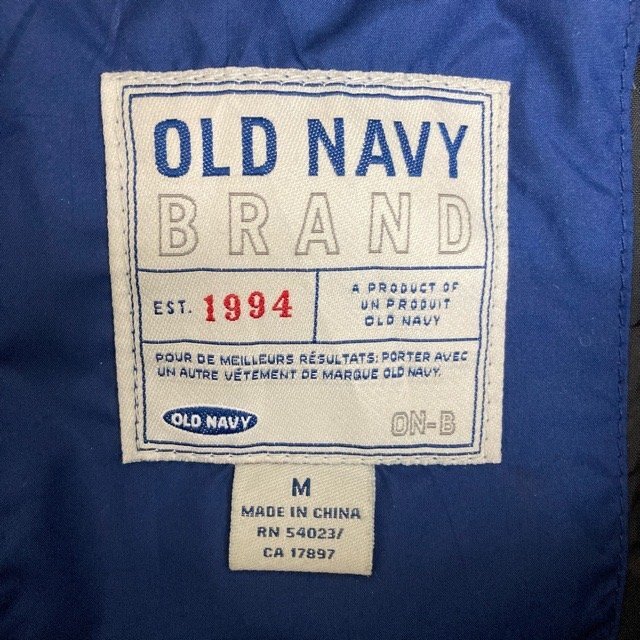 OLD NAVY
BRAND
EST. 1994
A PRODUCT OF
UN PRODUIT
OLD NAVY
POUR DE MEILLEURS RÉSULTATS: PORTER AVEC
UN AUTRE VÊTEMENT DE MARQUE OLD NAVY.
OLD NAVY
ON-B
M
MADE IN CHINA
RN 54023/
CA 17897